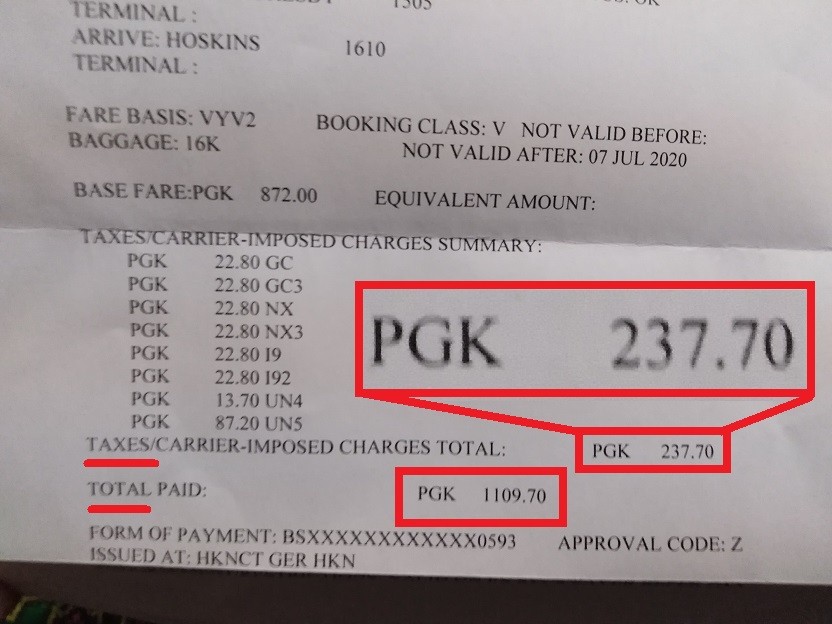 TERMINAL :
ARRIVE: HOSKINS 1610
TERMINAL :
FARE BASIS: VYV2 BOOKING CLASS: V NOT VALID BEFORE:
BAGGAGE: 16K NOT VALID AFTER: 07 JUL 2020
BASE FARE:PGK 872.00 EQUIVALENT AMOUNT:
TAXES/CARRIER-IMPOSED CHARGES SUMMARY:
PGK 22.80 GC
PGK 22.80 GC3
PGK 22.80 NX
PGK 22.80 NX3
PGK 22.80 I9
PGK 22.80 I92
PGK 13.70 UN4
PGK 87.20 UN5
PGK 237.70
TAXES/CARRIER-IMPOSED CHARGES TOTAL: PGK 237.70
TOTAL PAID: PGK 1109.70
FORM OF PAYMENT: BSXXXXXXXXXXXXX0593 APPROVAL CODE: Z
ISSUED AT: HKNCT GER HKN